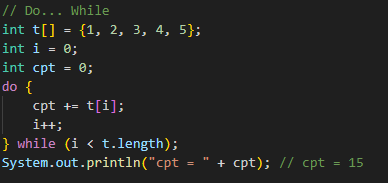 // Do... While
int t[] = {1, 2, 3, 4, 5};
int i = 0;
int cpt = 0;
do {
    cpt += t[i];
    i++;
} while (i < t.length);
System.out.println("cpt = " + cpt); // cpt = 15